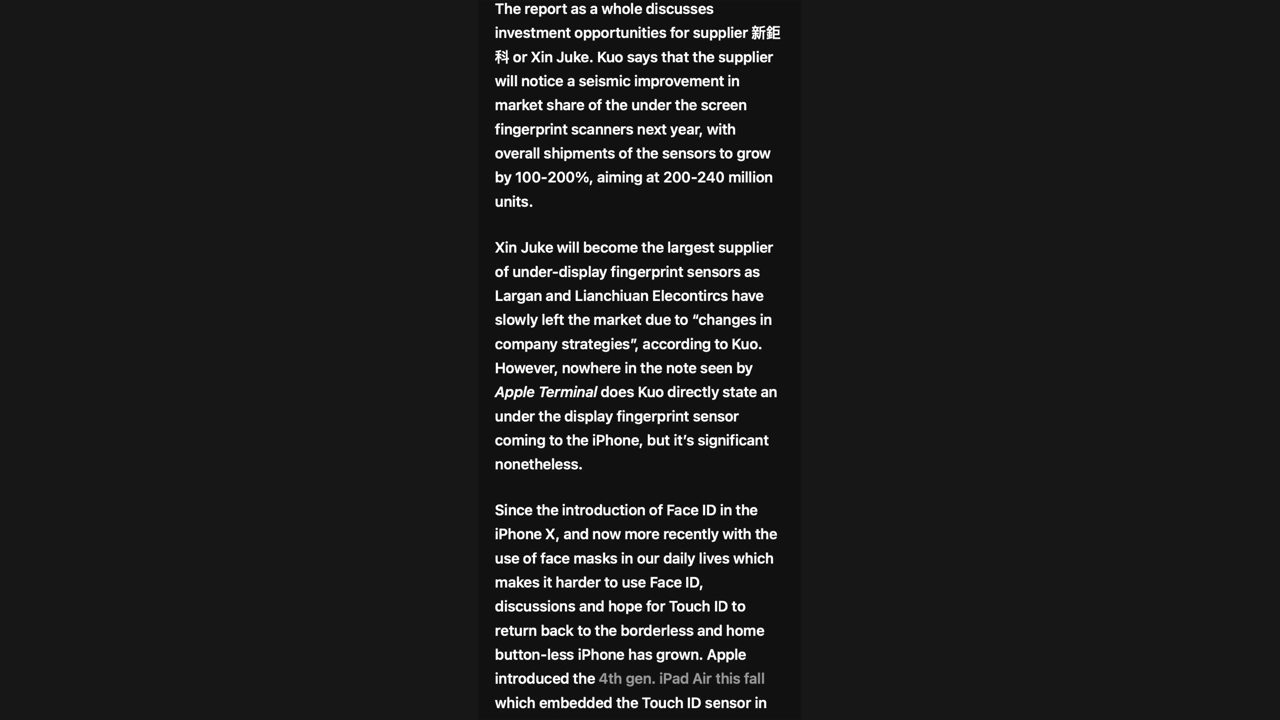 The report as a whole discusses
investment opportunities for supplier 新鉅
科 or Xin Juke. Kuo says that the supplier
will notice a seismic improvement in
market share of the under the screen
fingerprint scanners next year, with
overall shipments of the sensors to grow
by 100-200%, aiming at 200-240 million
units.
Xin Juke will become the largest supplier
of under-display fingerprint sensors as
Largan and Lianchiuan Elecontircs have
slowly left the market due to “changes in
company strategies”, according to Kuo.
However, nowhere in the note seen by
Apple Terminal does Kuo directly state an
under the display fingerprint sensor
coming to the iPhone, but it’s significant
nonetheless.
Since the introduction of Face ID in the
iPhone X, and now more recently with the
use of face masks in our daily lives which
makes it harder to use Face ID,
discussions and hope for Touch ID to
return back to the borderless and home
button-less iPhone has grown. Apple
introduced the 4th gen. iPad Air this fall
which embedded the Touch ID sensor in